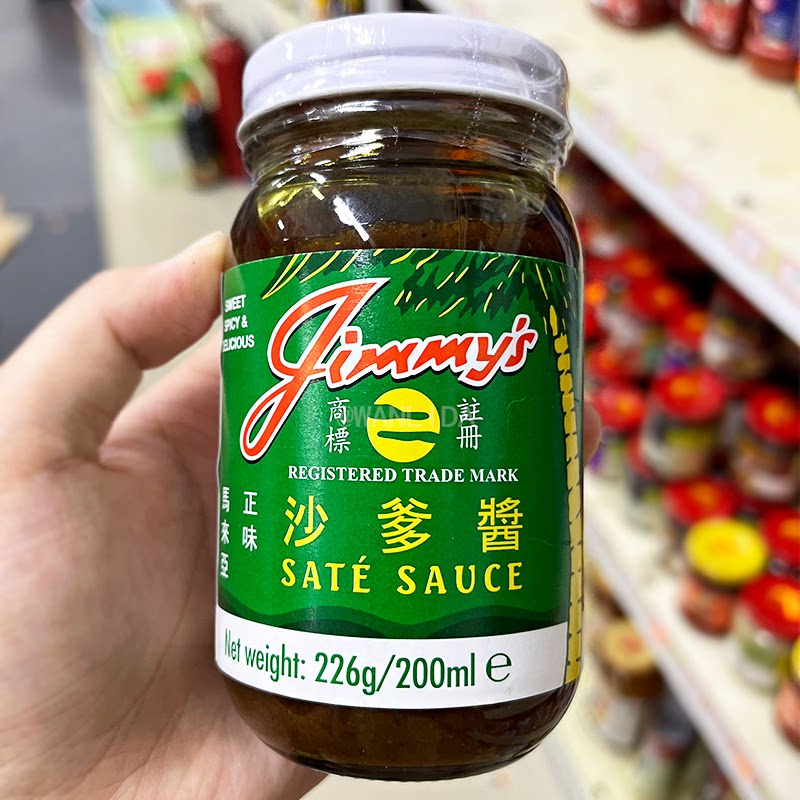 SWEET
SPICY &
ELICIOUS
Jimmy's
商標
註冊
REGISTERED TRADE MARK
正味
馬來亞
沙爹醬
SATÉ SAUCE
Net weight: 226g/200ml ℮